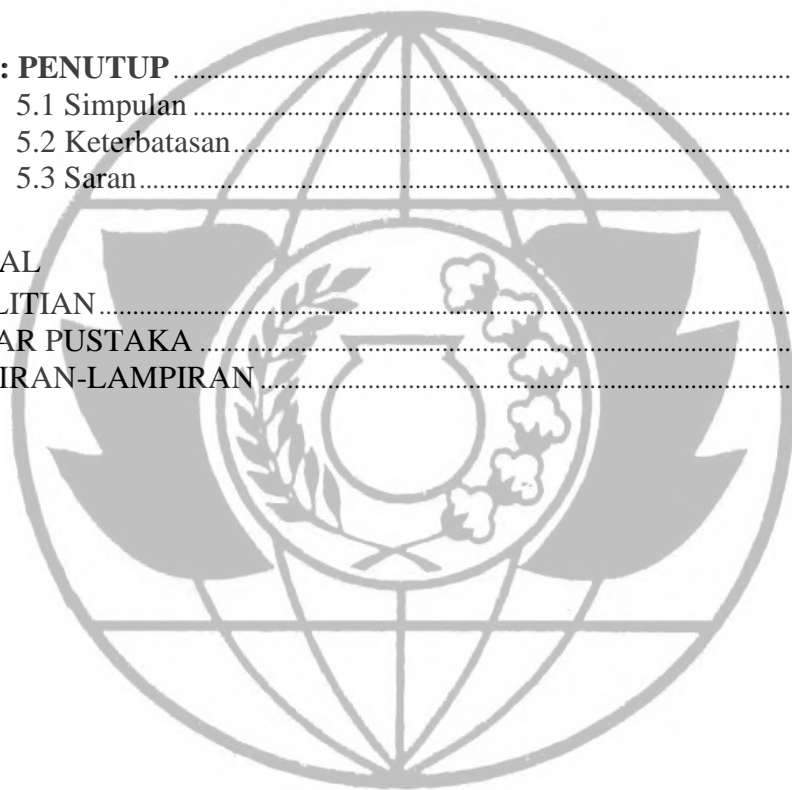 : PENUTUP
5.1 Simpulan
5.2 Keterbatasan
5.3 Saran
AL
LITIAN
AR PUSTAKA
IRAN-LAMPIRAN